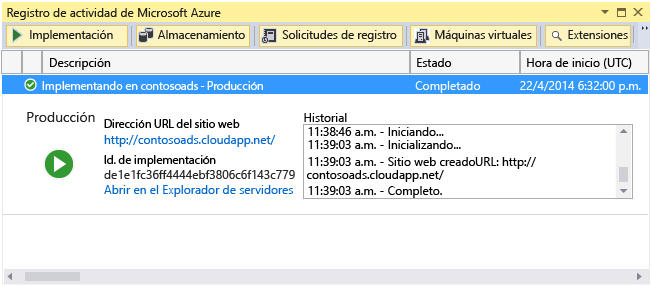 Registro de actividad de Microsoft Azure
Implementación Almacenamiento Solicitudes de registro Máquinas virtuales Extensiones
Descripción Estado Hora de inicio (UTC)
Implementando en contosoads - Producción Completado 22/4/2014 6:32:00 p.m.
Producción
Dirección URL del sitio web
http://contosoads.cloudapp.net/
Id. de implementación
de1e1fc36ff4444ebf3806c6f143c779
Abrir en el Explorador de servidores
Historial
11:38:46 a.m. - Iniciando...
11:39:03 a.m. - Inicializando...
11:39:03 a.m. - Sitio web creadoURL: http://
contosoads.cloudapp.net/
11:39:03 a.m. - Completo.